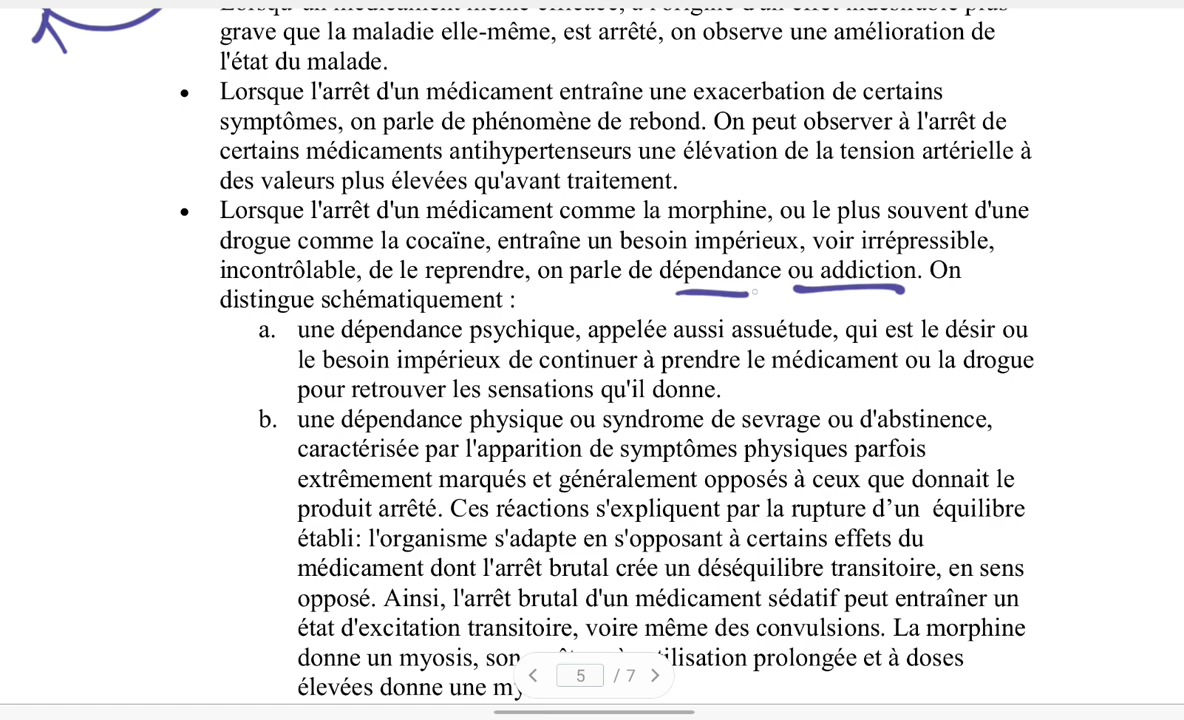 grave que la maladie elle-même, est arrêté, on observe une amélioration de
l'état du malade.
• Lorsque l'arrêt d'un médicament entraîne une exacerbation de certains
symptômes, on parle de phénomène de rebond. On peut observer à l'arrêt de
certains médicaments antihypertenseurs une élévation de la tension artérielle à
des valeurs plus élevées qu'avant traitement.
• Lorsque l'arrêt d'un médicament comme la morphine, ou le plus souvent d'une
drogue comme la cocaïne, entraîne un besoin impérieux, voir irrépressible,
incontrôlable, de le reprendre, on parle de dépendance ou addiction. On
distingue schématiquement :
a. une dépendance psychique, appelée aussi assuétude, qui est le désir ou
le besoin impérieux de continuer à prendre le médicament ou la drogue
pour retrouver les sensations qu'il donne.
b. une dépendance physique ou syndrome de sevrage ou d'abstinence,
caractérisée par l'apparition de symptômes physiques parfois
extrêmement marqués et généralement opposés à ceux que donnait le
produit arrêté. Ces réactions s'expliquent par la rupture d’un équilibre
établi: l'organisme s'adapte en s'opposant à certains effets du
médicament dont l'arrêt brutal crée un déséquilibre transitoire, en sens
opposé. Ainsi, l'arrêt brutal d'un médicament sédatif peut entraîner un
état d'excitation transitoire, voire même des convulsions. La morphine
donne un myosis, son prolongée et à doses
élevées donne une
5 / 7